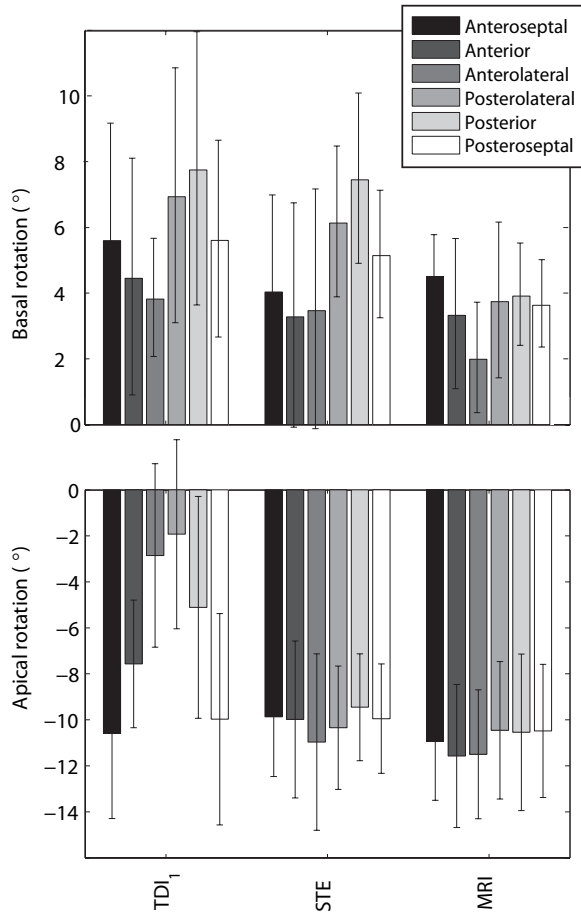 Anteroseptal
Anterior
Anterolateral
Posterolateral
Posterior
Posteroseptal
Basal rotation (°)
10
8
6
4
2
0
Apical rotation (°)
0
−2
−4
−6
−8
−10
−12
−14
TDI1
STE
MRI